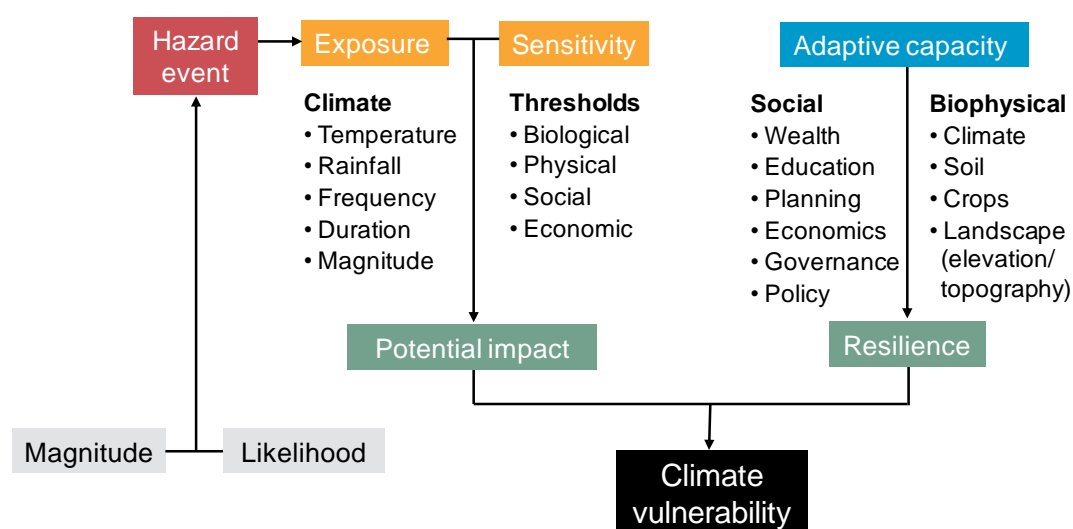 Hazard
event
Exposure
Sensitivity
Adaptive capacity
Climate
• Temperature
• Rainfall
• Frequency
• Duration
• Magnitude
Thresholds
• Biological
• Physical
• Social
• Economic
Social
• Wealth
• Education
• Planning
• Economics
• Governance
• Policy
Biophysical
• Climate
• Soil
• Crops
• Landscape
(elevation/
topography)
Potential impact
Resilience
Magnitude
Likelihood
Climate
vulnerability